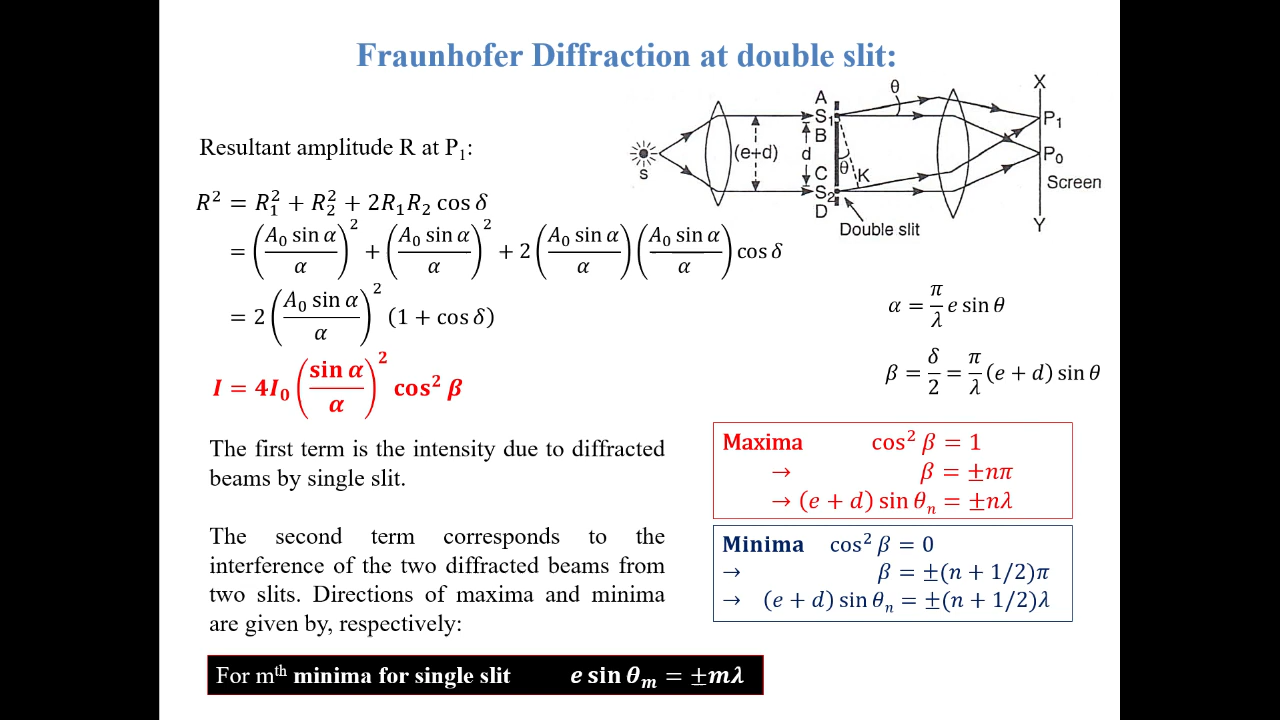 Fraunhofer Diffraction at double slit:
Resultant amplitude R at P₁:
R² = R₁² + R₂² + 2R₁R₂ cos δ
= (A₀ sin α / α)² + (A₀ sin α / α)² + 2 (A₀ sin α / α) (A₀ sin α / α) cos δ
= 2 (A₀ sin α / α)² (1 + cos δ)
I = 4I₀ (sin α / α)² cos² β
The first term is the intensity due to diffracted
beams by single slit.
The second term corresponds to the
interference of the two diffracted beams from
two slits. Directions of maxima and minima
are given by, respectively:
For mᵗʰ minima for single slit e sin θₘ = ±mλ
S
(e+d)
A
S₁
B
d
C
S₂
D
θ
θ
K
Double slit
X
P₁
P₀
Screen
Y
α = π/λ e sin θ
β = δ/2 = π/λ (e + d) sin θ
Maxima cos² β = 1
→ β = ±nπ
→ (e + d) sin θₙ = ±nλ
Minima cos² β = 0
→ β = ±(n + 1/2)π
→ (e + d) sin θₙ = ±(n + 1/2)λ